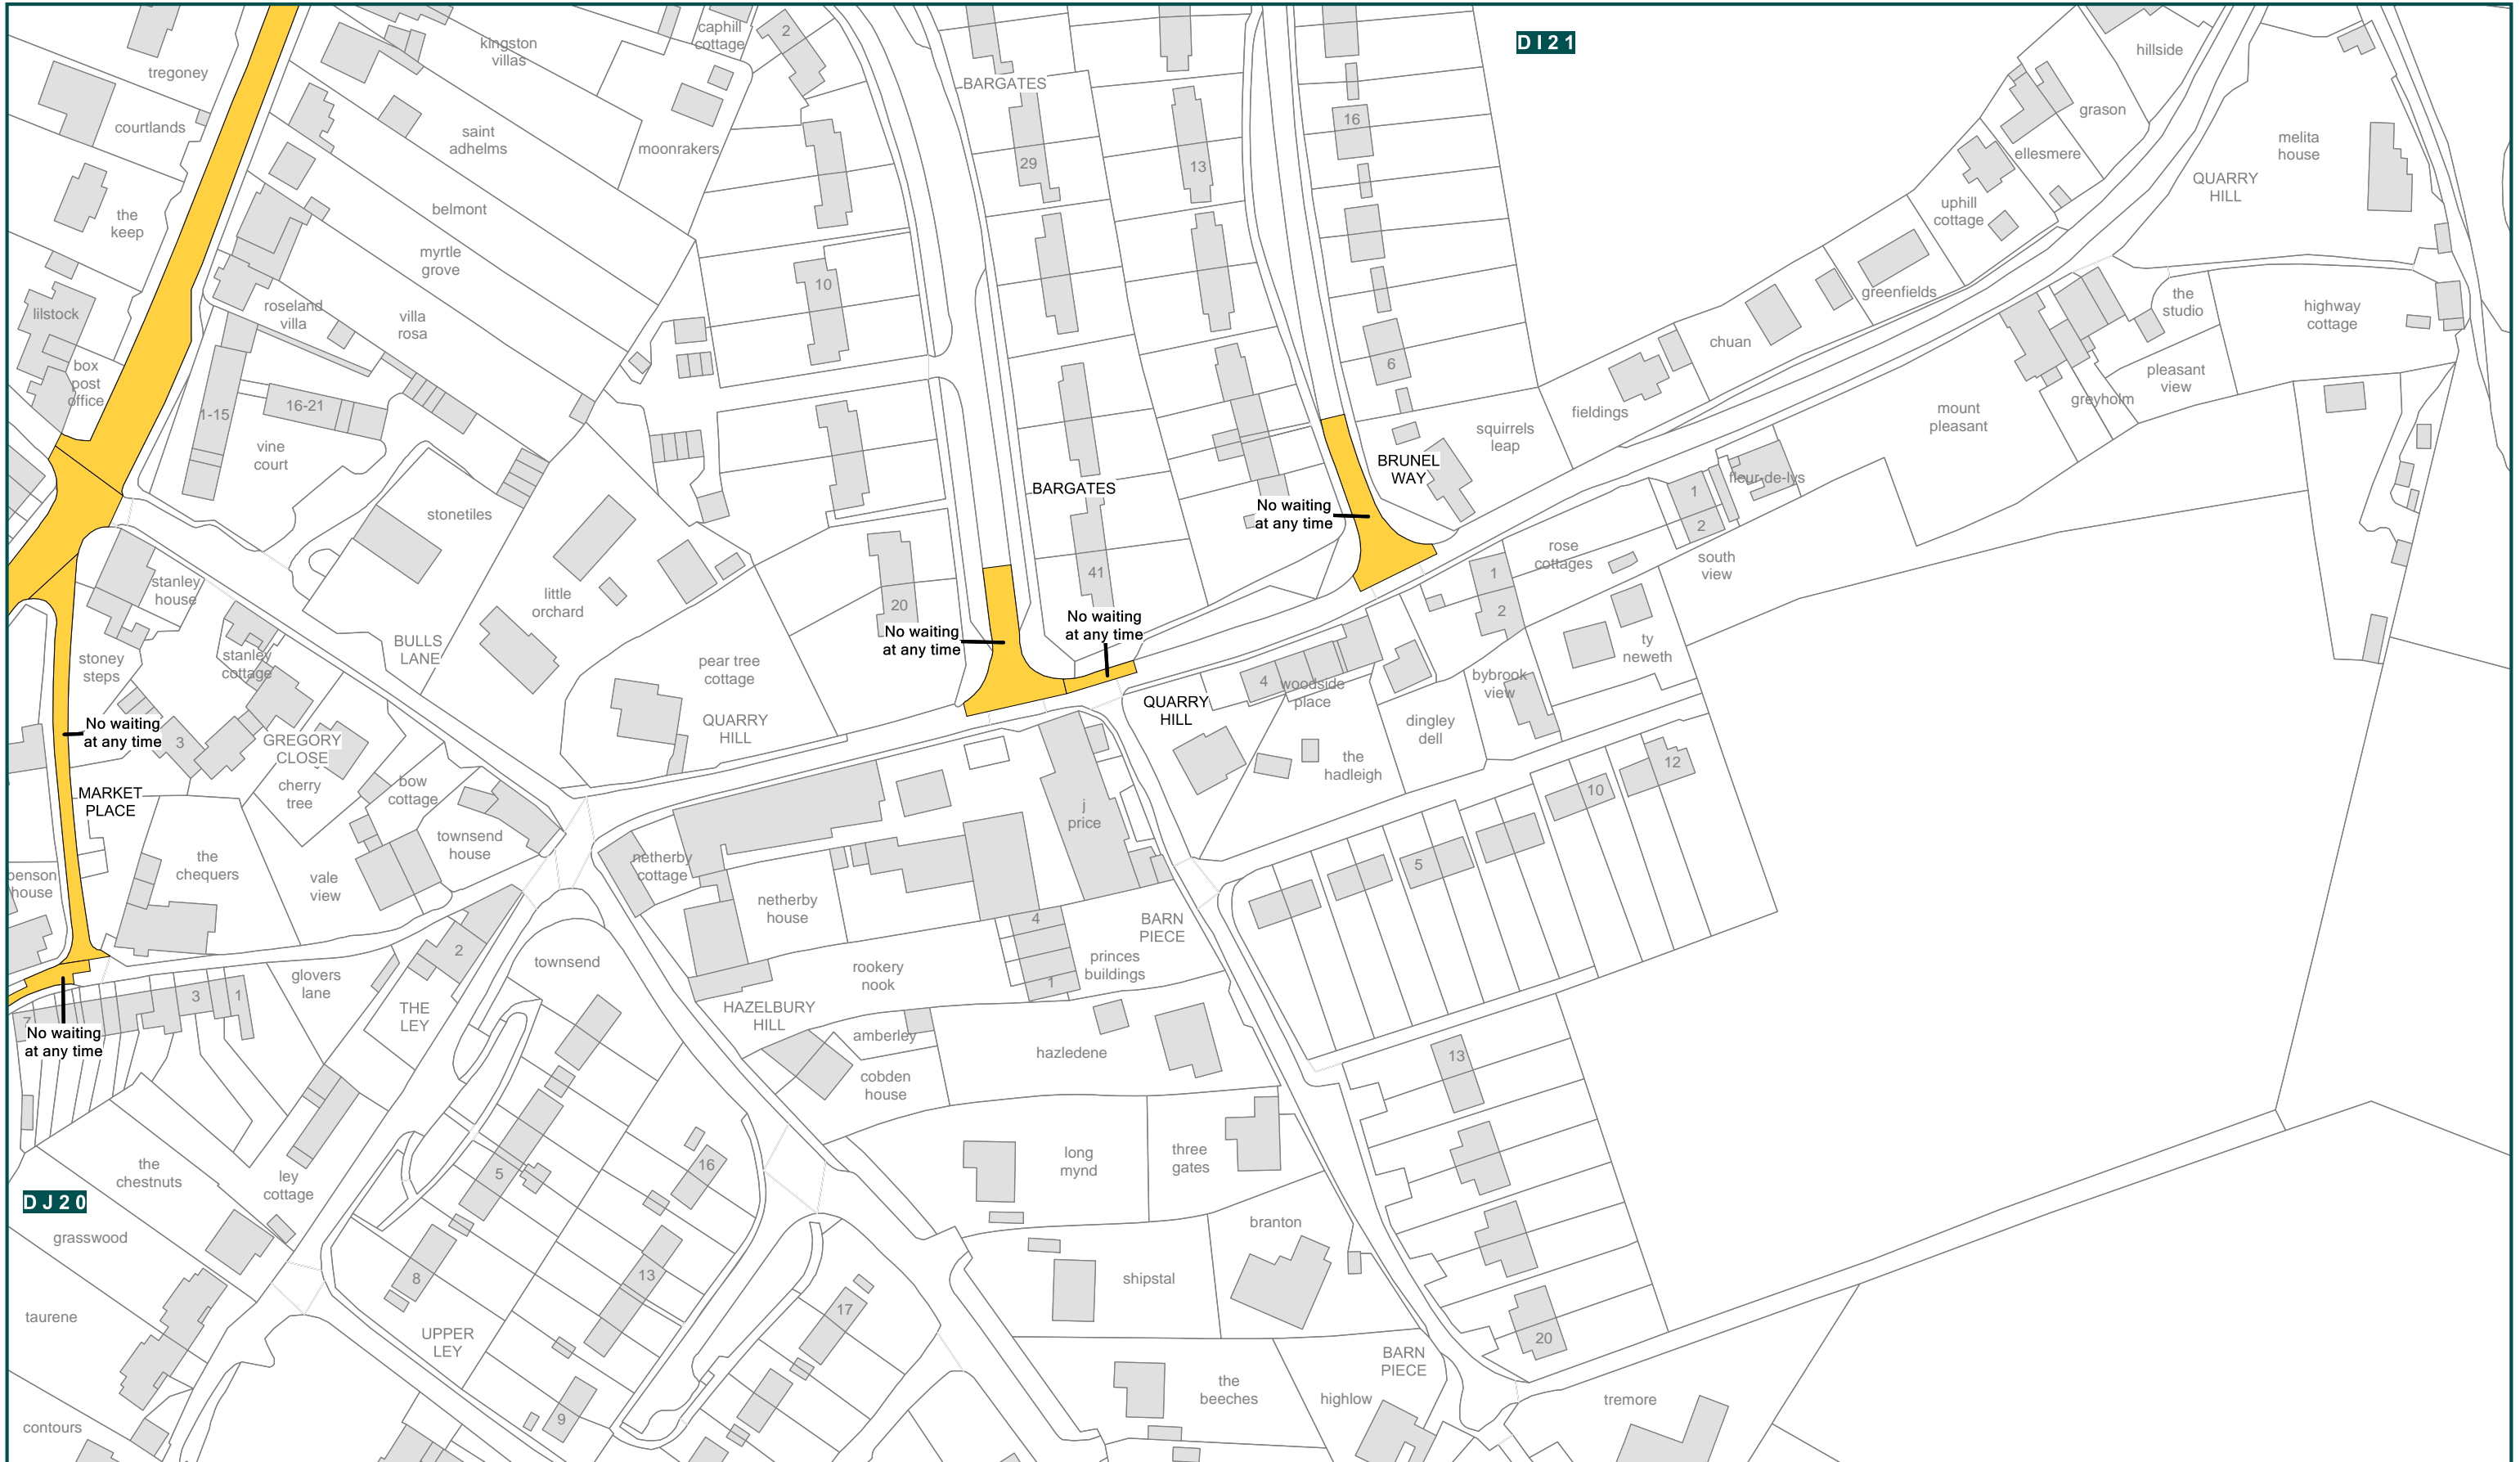 DI21
caphill
cottage
2
kingston
villas
hillside
tregoney
BARGATES
grason
courtlands
saint
adhelms
moonrakers
16
melita
house
ellesmere
29
13
QUARRY
HILL
the
keep
belmont
uphill
cottage
myrtle
grove
10
greenfields
the
studio
lilstock
roseland
villa
villa
rosa
highway
cottage
chuan
box
post
office
6
pleasant
view
1-15
16-21
fieldings
greyholm
mount
pleasant
squirrels
leap
vine
court
BRUNEL
WAY
BARGATES
fleur-de-lys
1
2
stonetiles
No waiting
at any time
rose
cottages
south
view
stanley
house
41
1
2
little
orchard
20
No waiting
at any time
No waiting
at any time
BULLS
LANE
ty
neweth
stoney
steps
stanley
cottage
pear tree
cottage
4
woodside
place
bybrook
view
QUARRY
HILL
QUARRY
HILL
dingley
dell
No waiting
at any time
3
GREGORY
CLOSE
the
hadleigh
12
10
cherry
tree
bow
cottage
MARKET
PLACE
j
price
townsend
house
5
the
chequers
netherby
cottage
vale
view
penson
house
netherby
house
4
BARN
PIECE
2
townsend
princes
buildings
rookery
nook
1
glovers
lane
3
1
7
THE
LEY
HAZELBURY
HILL
No waiting
at any time
amberley
hazledene
13
cobden
house
the
chestnuts
5
16
long
mynd
three
gates
ley
cottage
DJ20
branton
grasswood
8
13
shipstal
17
taurene
UPPER
LEY
20
BARN
PIECE
the
beeches
highlow
tremore
9
contours